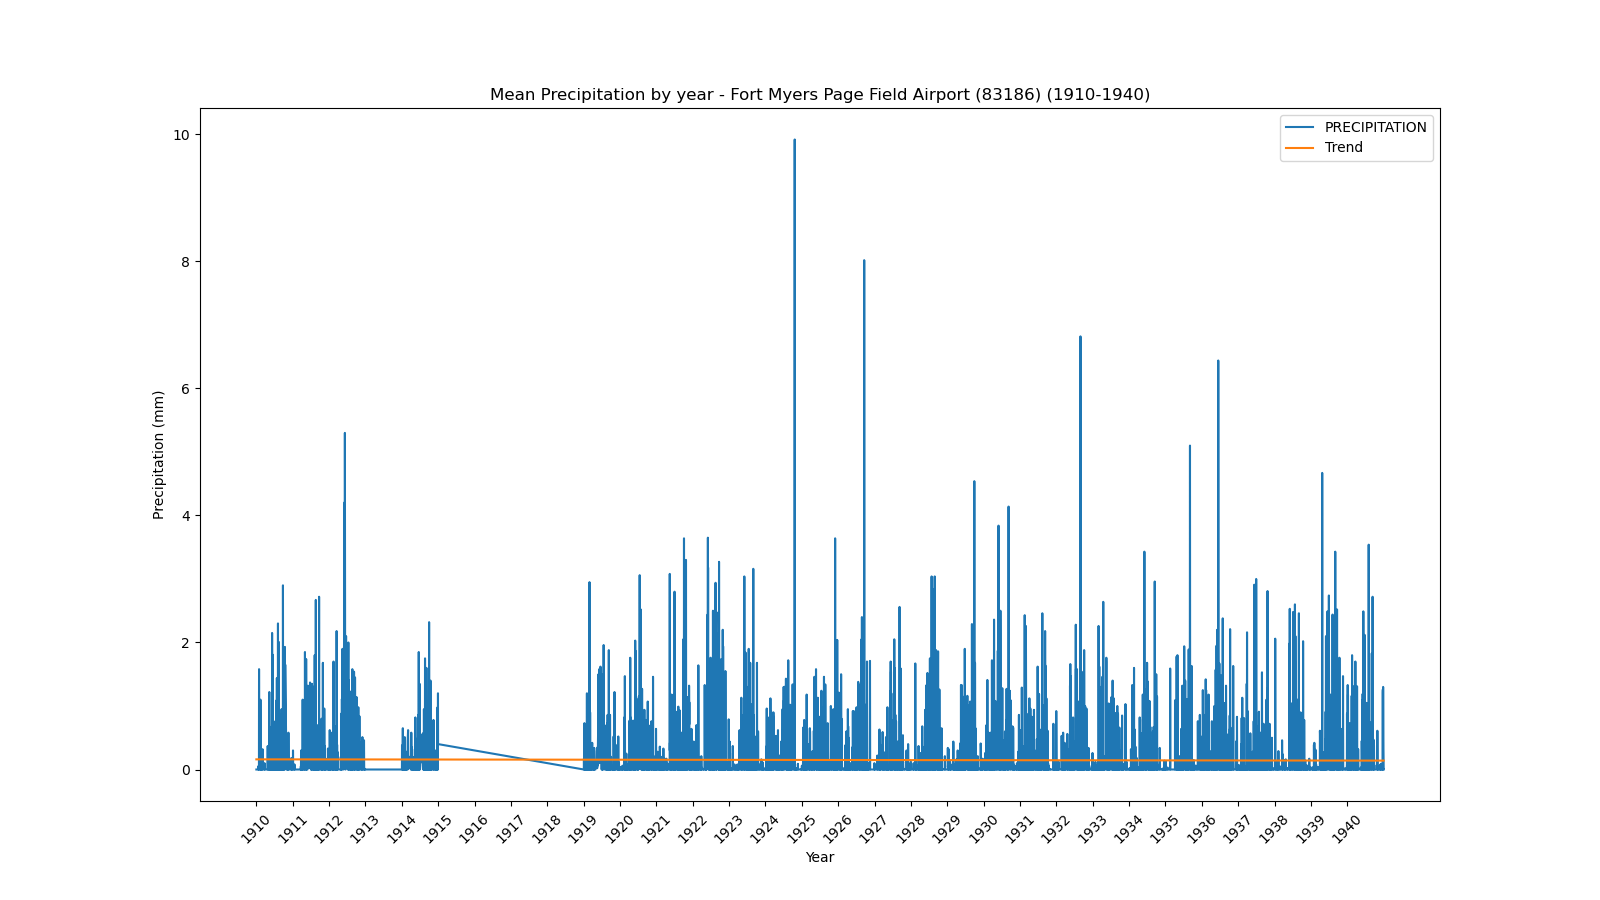 Mean Precipitation by year - Fort Myers Page Field Airport (83186) (1910-1940)
PRECIPITATION
Trend
10
8
6
4
2
0
Precipitation (mm)
1910 1911 1912 1913 1914 1915 1916 1917 1918 1919 1920 1921 1922 1923 1924 1925 1926 1927 1928 1929 1930 1931 1932 1933 1934 1935 1936 1937 1938 1939 1940
Year